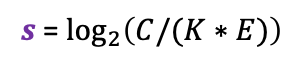 s = log₂(C/(K * E))